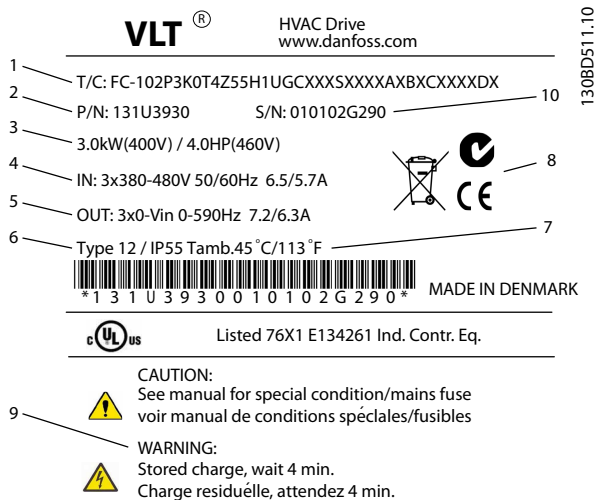 VLT ® HVAC Drive
www.danfoss.com
130BD511.10
1 T/C: FC-102P3K0T4Z55H1UGCXXXSXXXXAXBXCXXXXDX
2 P/N: 131U3930 S/N: 010102G290 10
3 3.0kW(400V) / 4.0HP(460V)
4 IN: 3x380-480V 50/60Hz 6.5/5.7A
8
CE
5 OUT: 3x0-Vin 0-590Hz 7.2/6.3A
6 Type 12 / IP55 Tamb.45˚C/113˚F 7
*131U3930010102G290* MADE IN DENMARK
c UL us Listed 76X1 E134261 Ind. Contr. Eq.
CAUTION:
See manual for special condition/mains fuse
voir manual de conditions spéclales/fusibles
9 WARNING:
Stored charge, wait 4 min.
Charge residuélle, attendez 4 min.